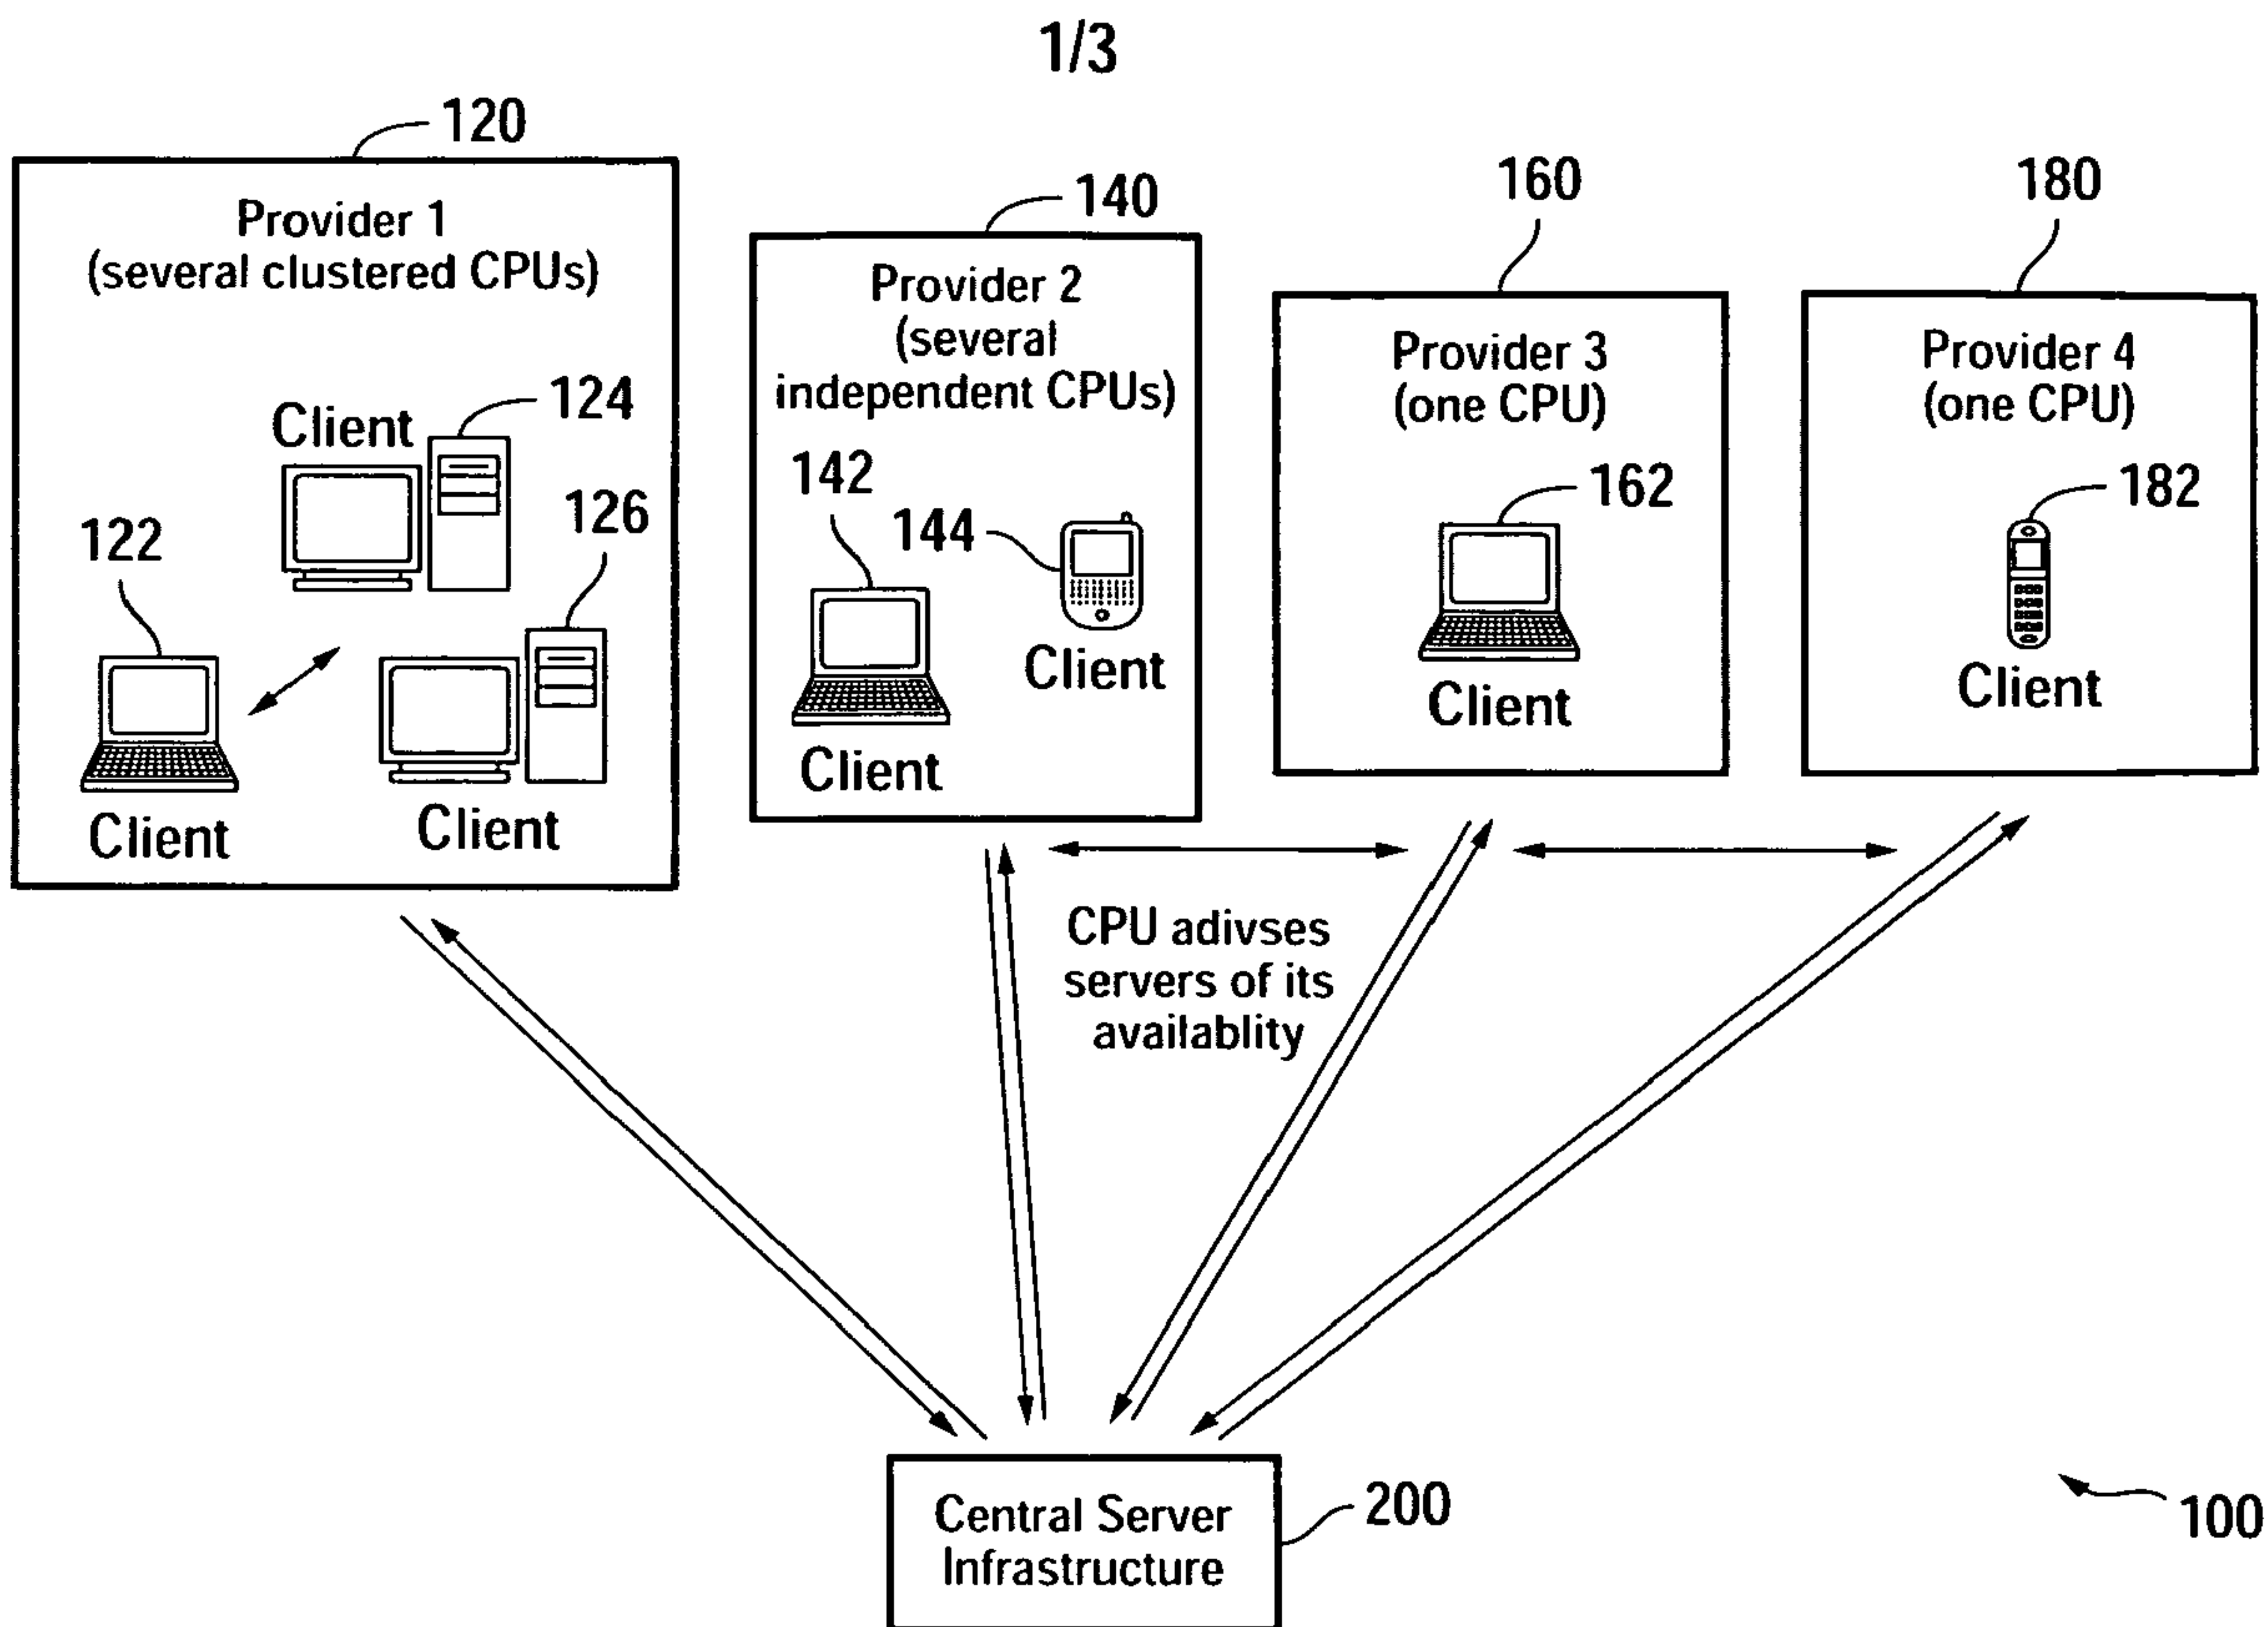 1/3
120
Provider 1
(several clustered CPUs)
Client
124
122
126
Client
Client
140
Provider 2
(several
independent CPUs)
142
144
Client
Client
160
Provider 3
(one CPU)
162
Client
180
Provider 4
(one CPU)
182
Client
CPU adivses
servers of its
availablity
Central Server
Infrastructure
200
100